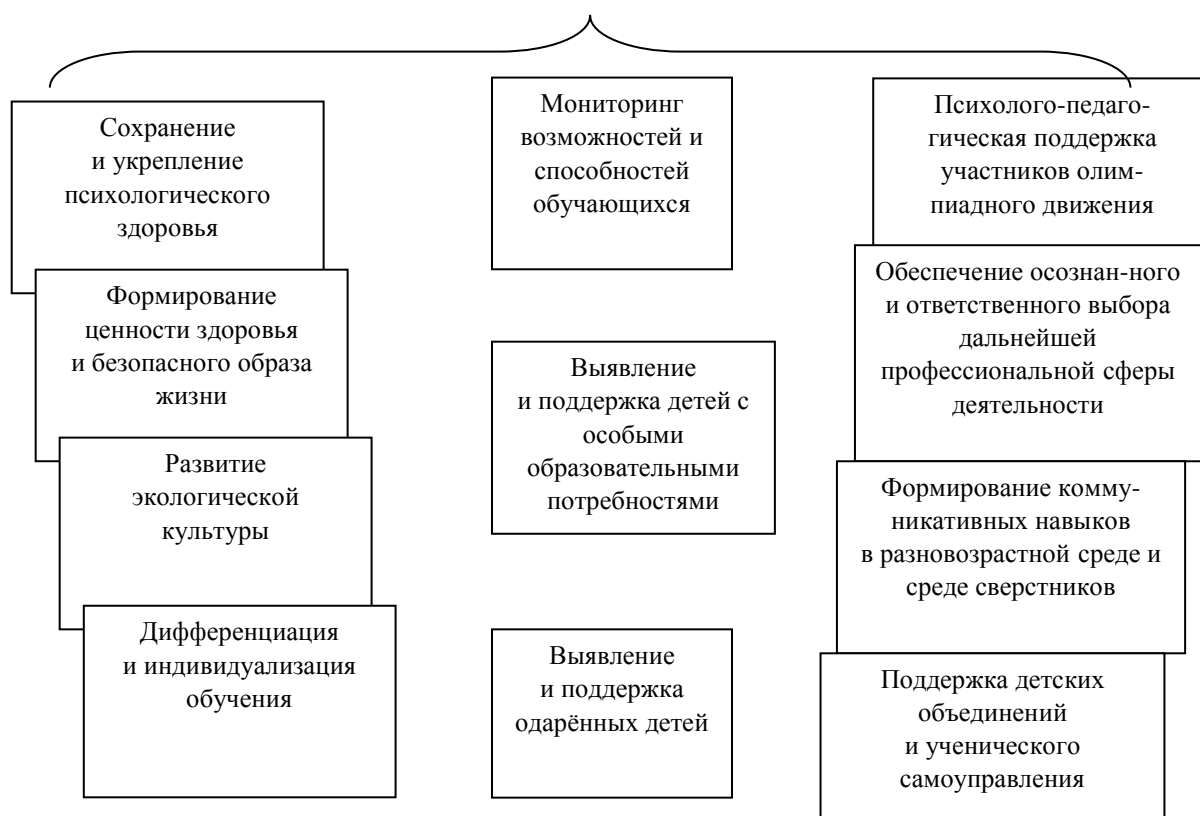 Сохранение
и укрепление
психологического
здоровья
Формирование
ценности здоровья
и безопасного образа
жизни
Развитие
экологической
культуры
Дифференциация
и индивидуализация
обучения
Мониторинг
возможностей и
способностей
обучающихся
Выявление
и поддержка детей с
особыми
образовательными
потребностями
Выявление
и поддержка
одарённых детей
Психолого-педаго-
гическая поддержка
участников олим-
пиадного движения
Обеспечение осознан-ного
и ответственного выбора
дальнейшей
профессиональной сферы
деятельности
Формирование комму-
никативных навыков
в разновозрастной среде и
среде сверстников
Поддержка детских
объединений
и ученического
самоуправления